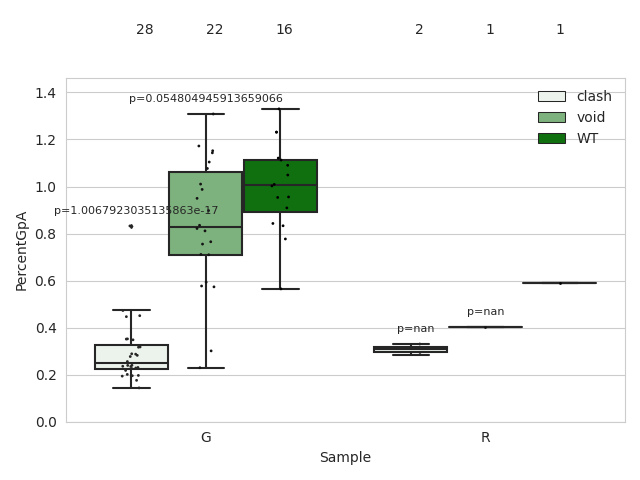 28 22 16 2 1 1
p=0.054804945913659066
p=1.0067923035135863e-17
p=nan
p=nan
clash
void
WT
1.4
1.2
1.0
0.8
0.6
0.4
0.2
0.0
PercentGpA
G R
Sample